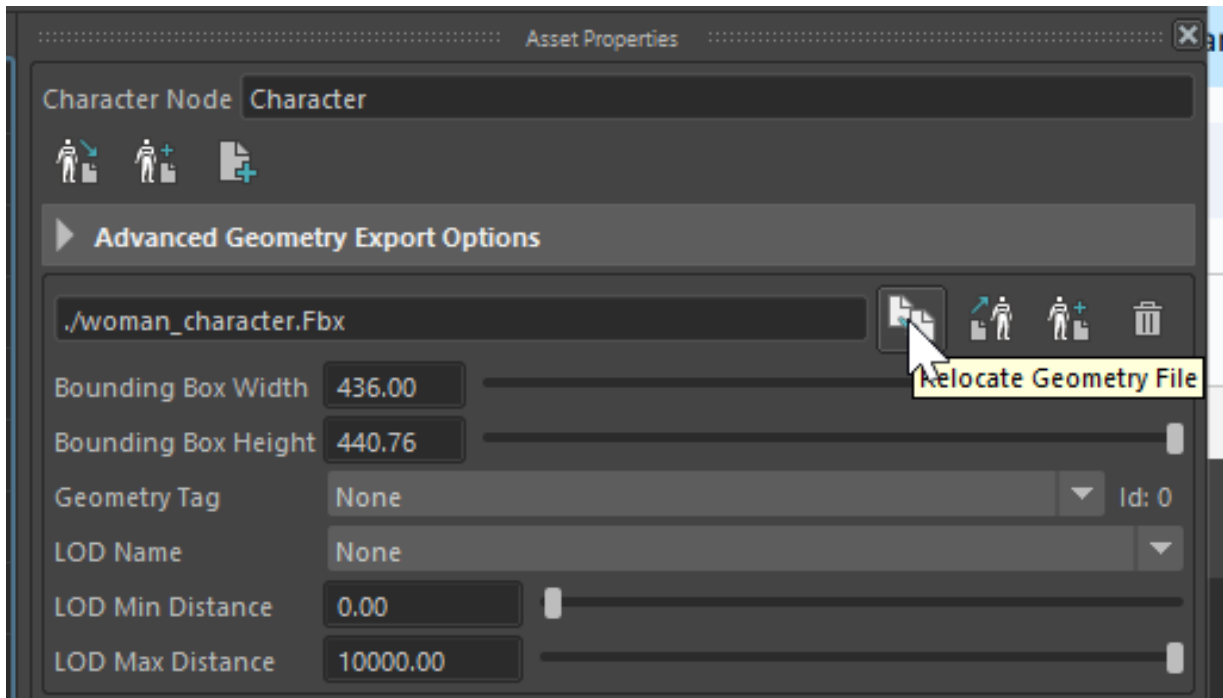 Asset Properties
Character Node Character
Advanced Geometry Export Options
./woman_character.Fbx
Relocate Geometry File
Bounding Box Width 436.00
Bounding Box Height 440.76
Geometry Tag None Id: 0
LOD Name None
LOD Min Distance 0.00
LOD Max Distance 10000.00